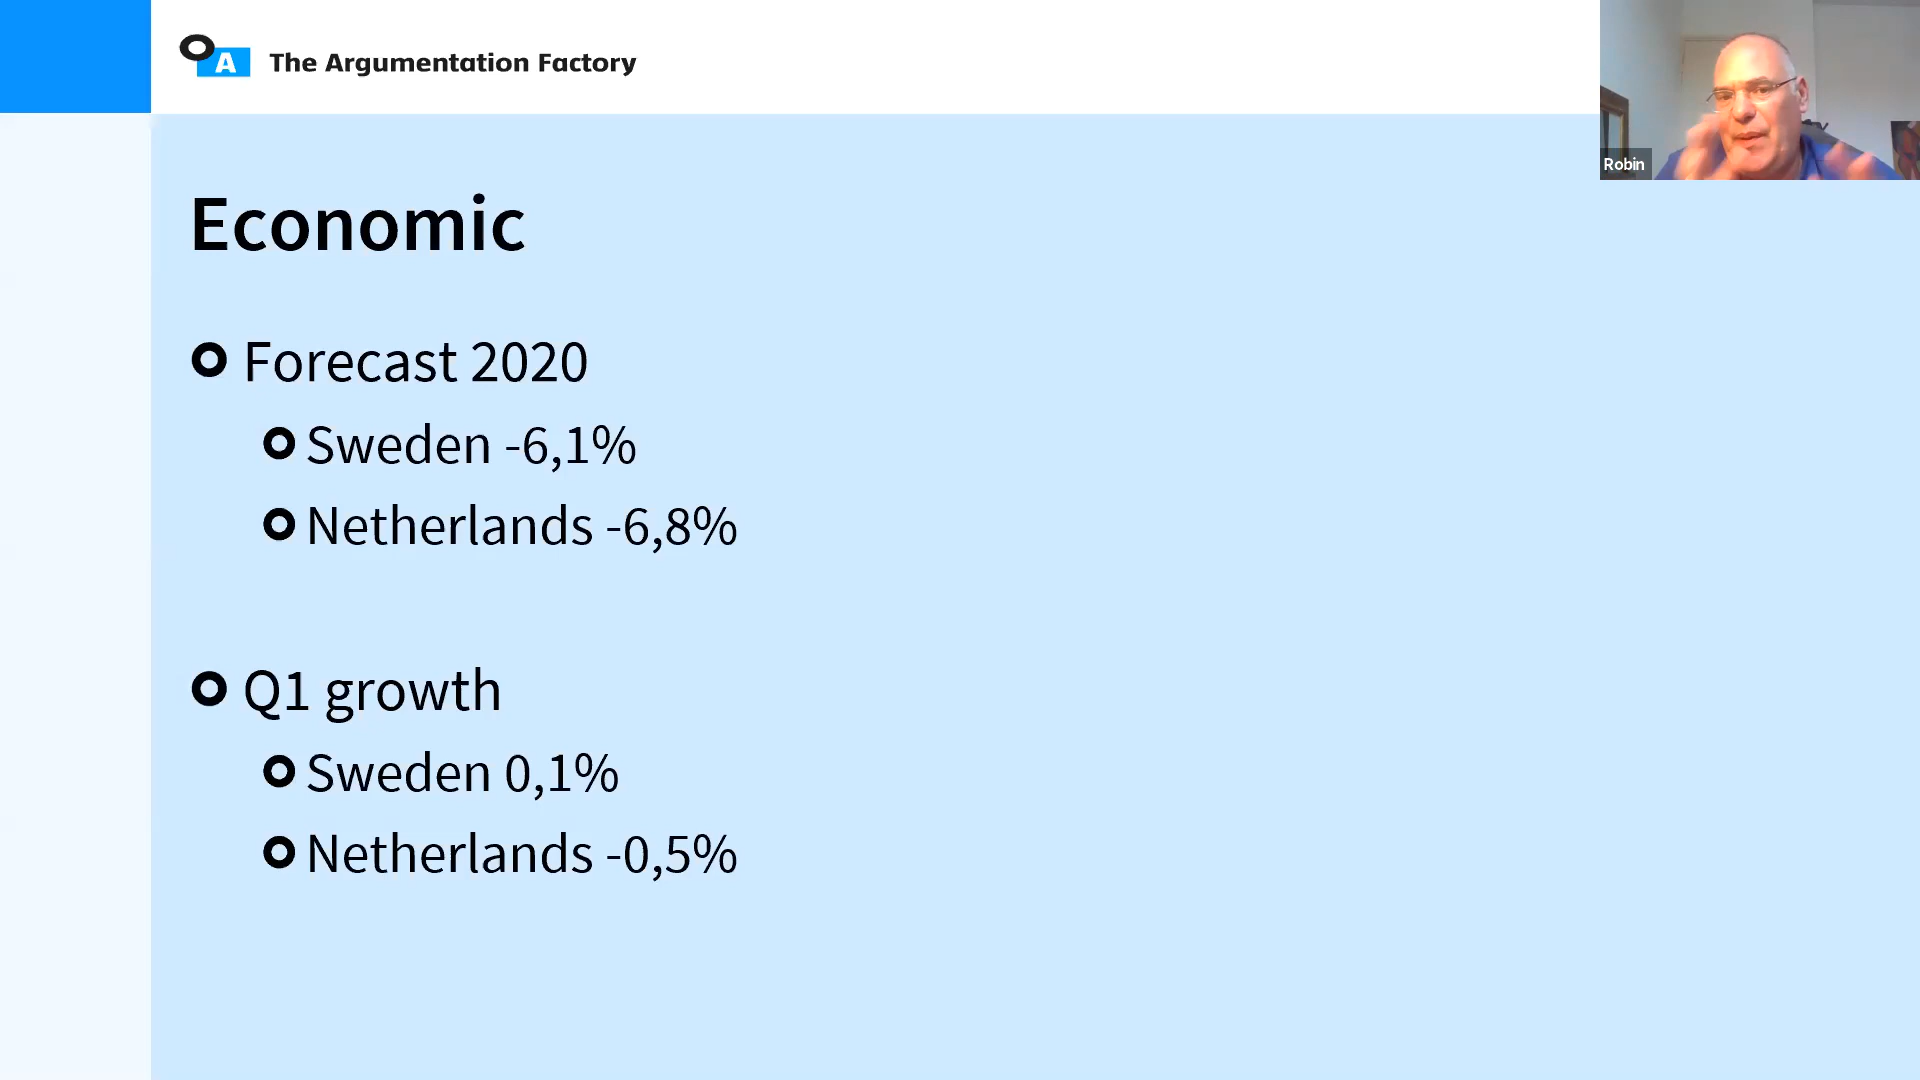 A The Argumentation Factory
Robin
Economic
Forecast 2020
Sweden -6,1%
Netherlands -6,8%
Q1 growth
Sweden 0,1%
Netherlands -0,5%